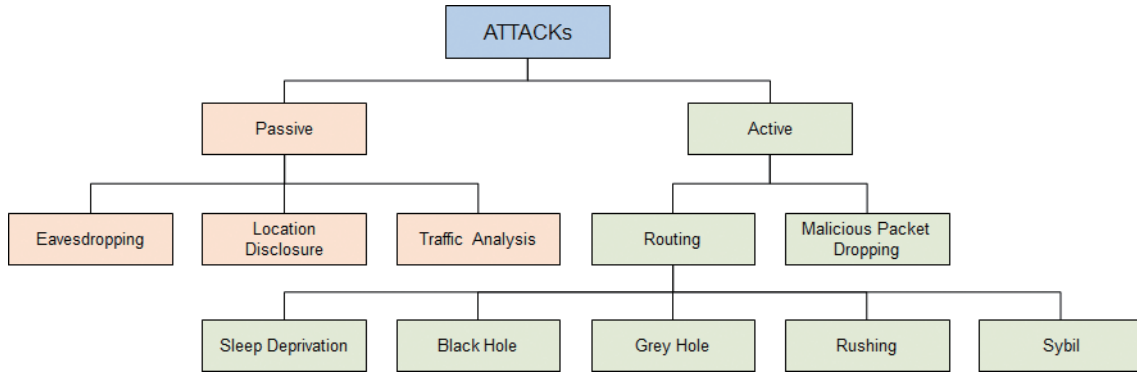 ATTACKs
Passive
Active
Eavesdropping
Location
Disclosure
Traffic Analysis
Routing
Malicious Packet
Dropping
Sleep Deprivation
Black Hole
Grey Hole
Rushing
Sybil